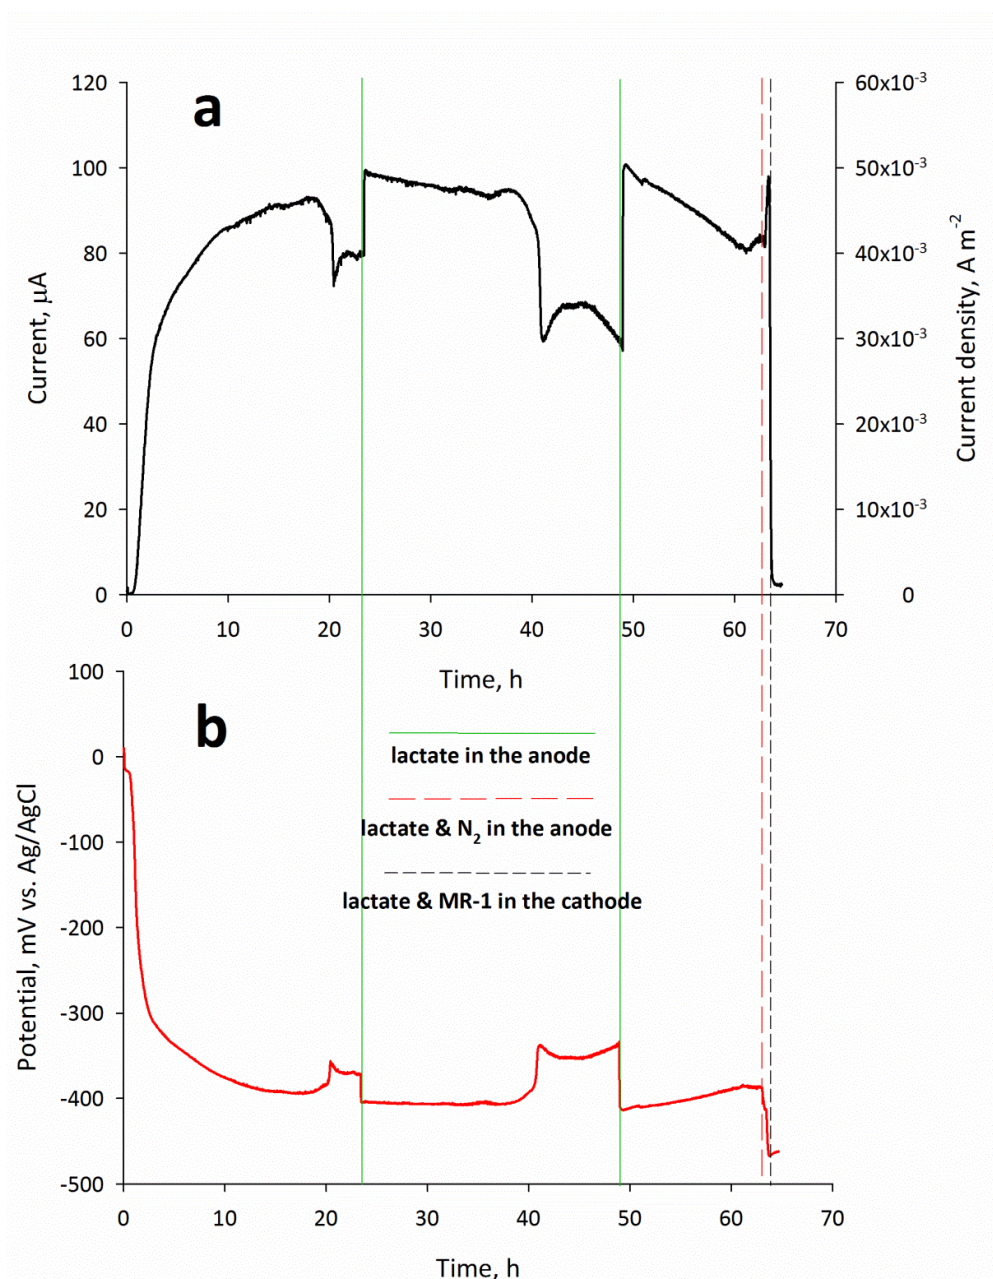 a
120
100
80
60
40
20
0
Current, µA
60x10⁻³
50x10⁻³
40x10⁻³
30x10⁻³
20x10⁻³
10x10⁻³
0
Current density, A m⁻²
0 10 20 30 40 50 60 70
Time, h
b
100
0
-100
-200
-300
-400
-500
Potential, mV vs. Ag/AgCl
lactate in the anode
lactate & N₂ in the anode
lactate & MR-1 in the cathode
0 10 20 30 40 50 60 70
Time, h